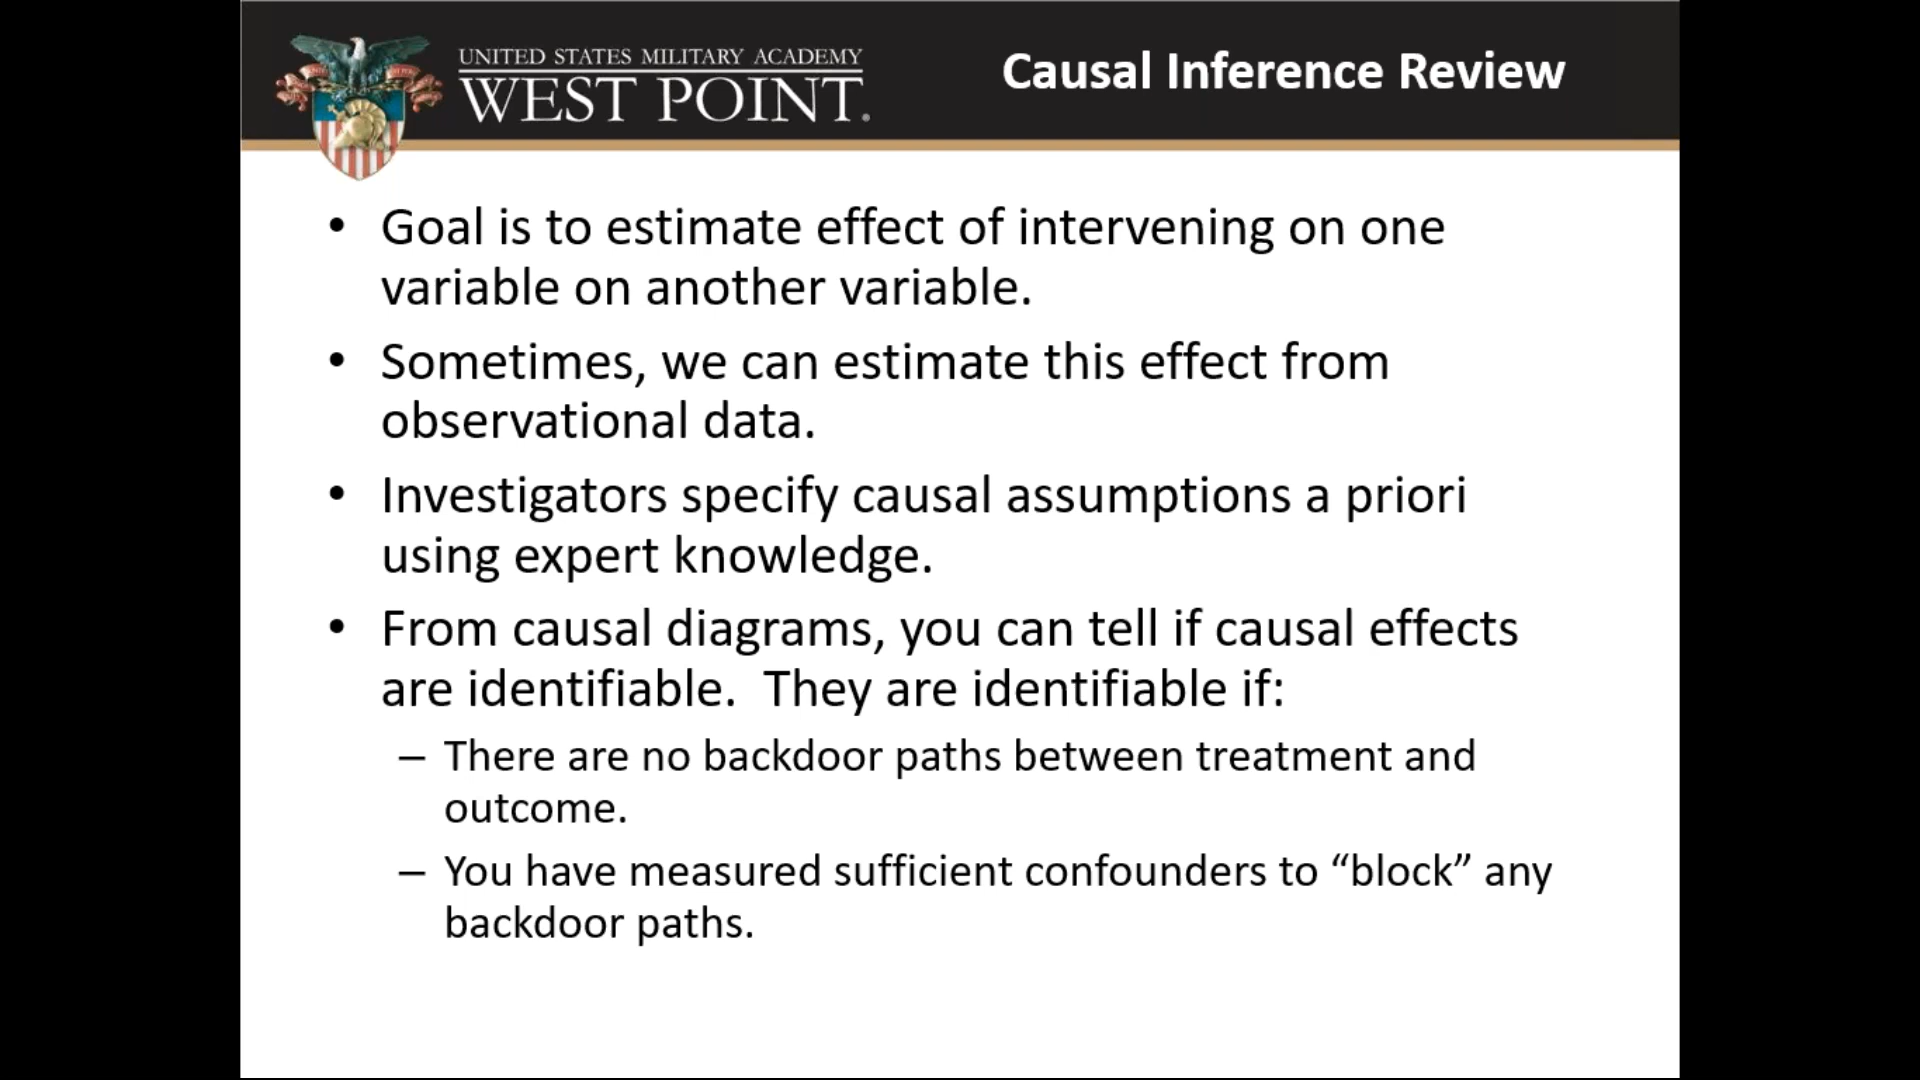 UNITED STATES MILITARY ACADEMY
WEST POINT.
Causal Inference Review
• Goal is to estimate effect of intervening on one
variable on another variable.
• Sometimes, we can estimate this effect from
observational data.
• Investigators specify causal assumptions a priori
using expert knowledge.
• From causal diagrams, you can tell if causal effects
are identifiable.  They are identifiable if:
– There are no backdoor paths between treatment and
outcome.
– You have measured sufficient confounders to “block” any
backdoor paths.